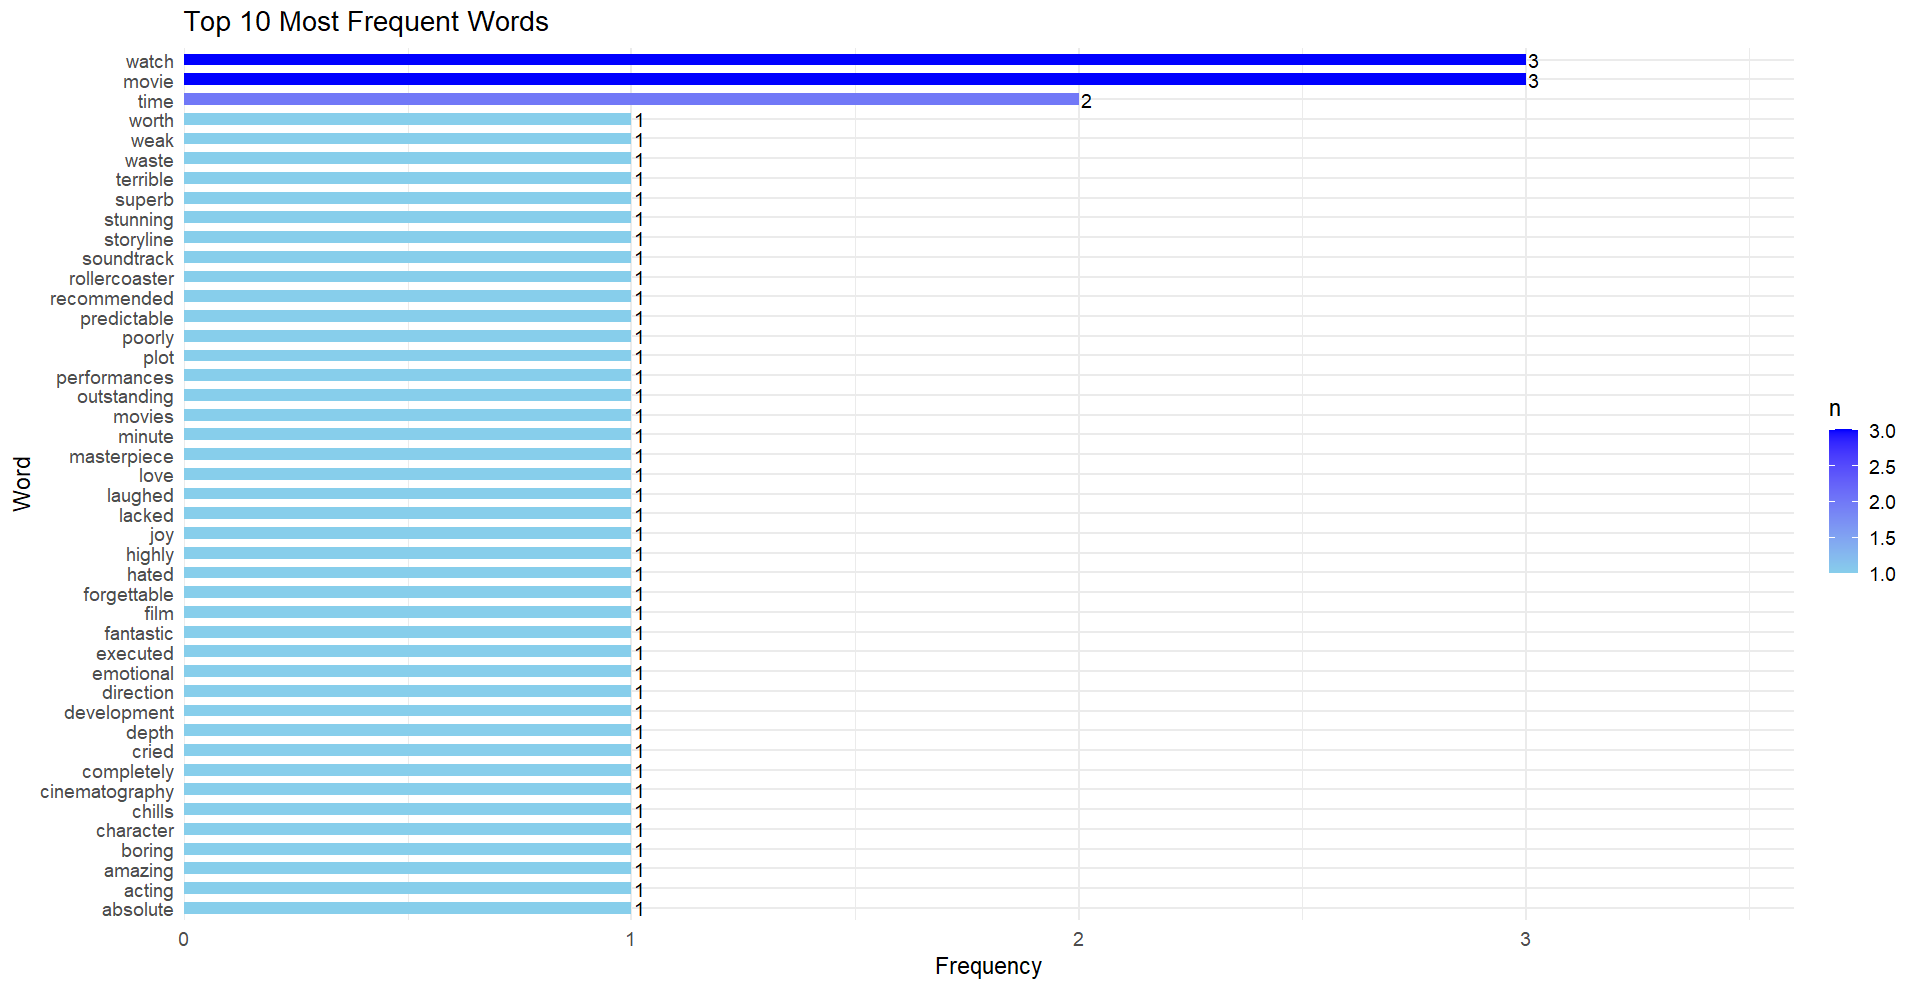 Top 10 Most Frequent Words
watch 3
movie 3
time 2
worth 1
weak 1
waste 1
terrible 1
superb 1
stunning 1
storyline 1
soundtrack 1
rollercoaster 1
recommended 1
predictable 1
poorly 1
plot 1
performances 1
outstanding 1
movies 1
minute 1
masterpiece 1
love 1
laughed 1
lacked 1
joy 1
highly 1
hated 1
forgettable 1
film 1
fantastic 1
executed 1
emotional 1
direction 1
development 1
depth 1
cried 1
completely 1
cinematography 1
chills 1
character 1
boring 1
amazing 1
acting 1
absolute 1
0 1 2 3
Frequency
Word
n
3.0
2.5
2.0
1.5
1.0